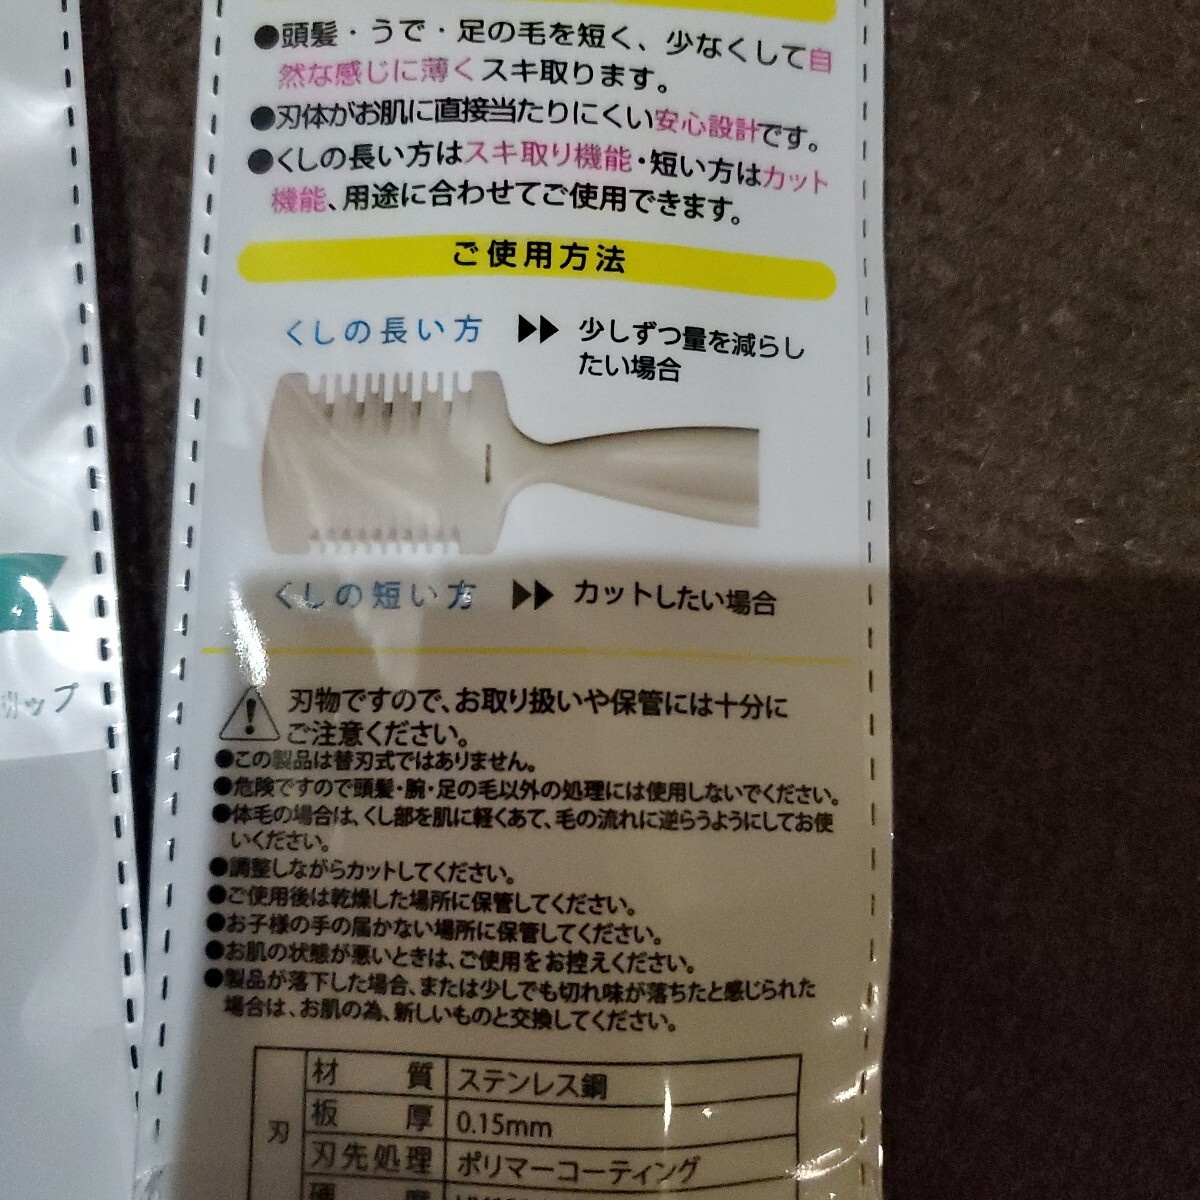 ●頭髪・うで・足の毛を短く、少なくして自
然な感じに薄くスキ取ります。
●刃体がお肌に直接当たりにくい安心設計です。
●くしの長い方はスキ取り機能・短い方はカット
機能、用途に合わせてご使用できます。
ご使用方法
くしの長い方 ▶▶ 少しずつ量を減らし
たい場合
くしの短い方 ▶▶ カットしたい場合
刃物ですので、お取り扱いや保管には十分に
ご注意ください。
●この製品は替刃式ではありません。
●危険ですので頭髪・腕・足の毛以外の処理には使用しないでください。
●体毛の場合は、くし部を肌に軽くあて、毛の流れに逆らうようにしてお使
いください。
●調整しながらカットしてください。
●ご使用後は乾燥した場所に保管してください。
●お子様の手の届かない場所に保管してください。
●お肌の状態が悪いときは、ご使用をお控えください。
●製品が落下した場合、または少しでも切れ味が落ちたと感じられた
場合は、お肌の為、新しいものと交換してください。
刃
材質 ステンレス鋼
板厚 0.15mm
刃先処理 ポリマーコーティング
ップ